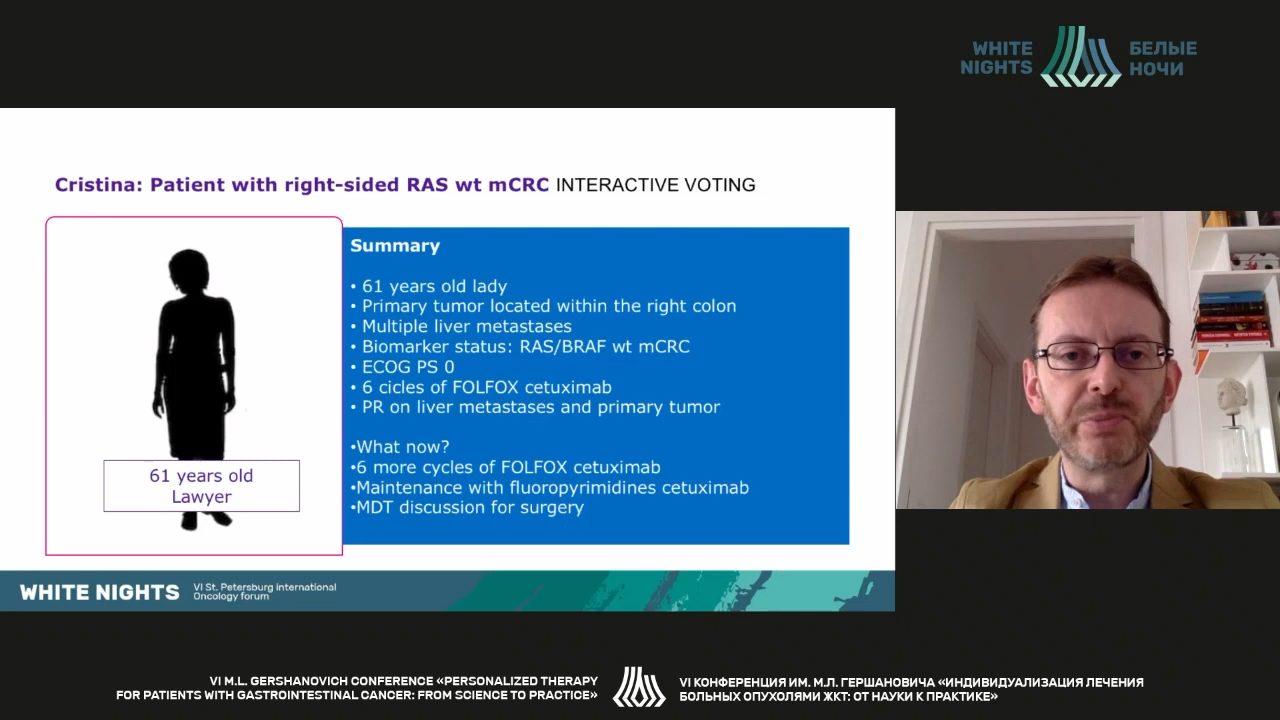 WHITE
NIGHTS
БЕЛЫЕ
НОЧИ
Cristina: Patient with right-sided RAS wt mCRC INTERACTIVE VOTING
61 years old
Lawyer
Summary
• 61 years old lady
• Primary tumor located within the right colon
• Multiple liver metastases
• Biomarker status: RAS/BRAF wt mCRC
• ECOG PS 0
• 6 cicles of FOLFOX cetuximab
• PR on liver metastases and primary tumor
•What now?
•6 more cycles of FOLFOX cetuximab
•Maintenance with fluoropyrimidines cetuximab
•MDT discussion for surgery
WHITE NIGHTS
VI St. Petersburg international
Oncology forum
VI M.L. GERSHANOVICH CONFERENCE «PERSONALIZED THERAPY
FOR PATIENTS WITH GASTROINTESTINAL CANCER: FROM SCIENCE TO PRACTICE»
VI КОНФЕРЕНЦИЯ ИМ. М.Л. ГЕРШАНОВИЧА «ИНДИВИДУАЛИЗАЦИЯ ЛЕЧЕНИЯ
БОЛЬНЫХ ОПУХОЛЯМИ ЖКТ: ОТ НАУКИ К ПРАКТИКЕ»